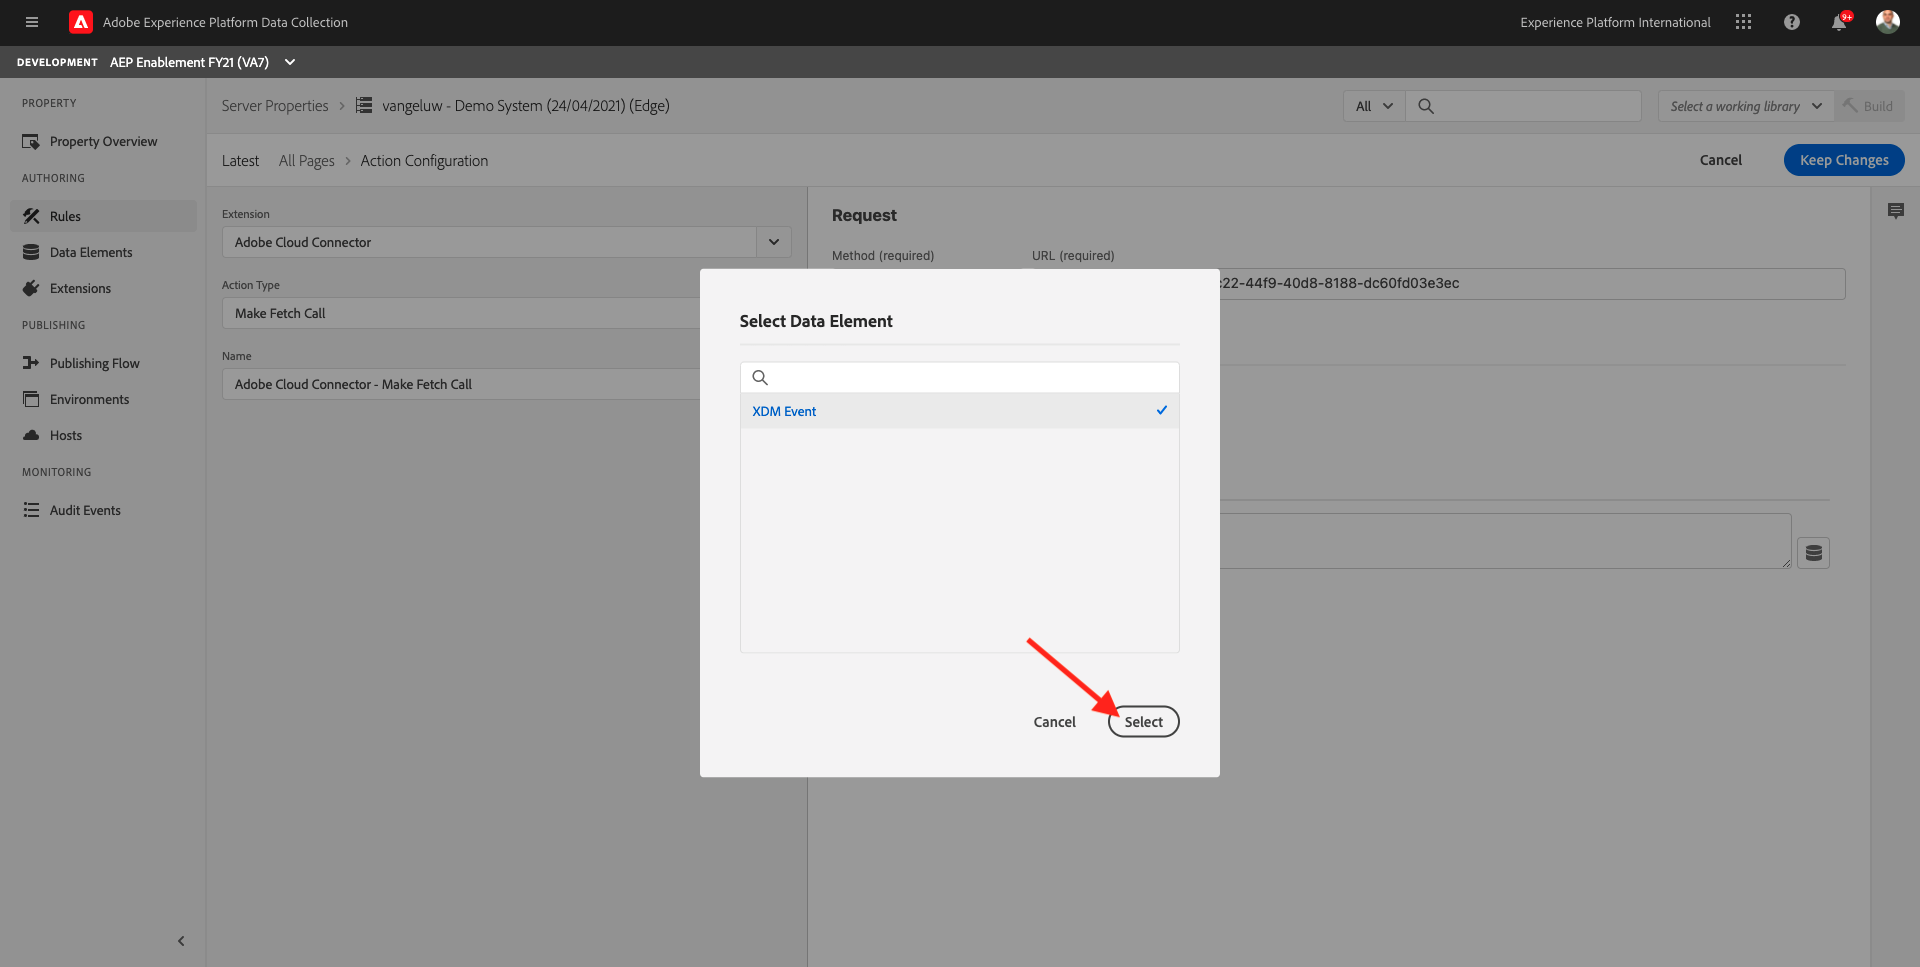 Adobe Experience Platform Data Collection
Experience Platform International
9+
DEVELOPMENT AEP Enablement FY21 (VA7)
PROPERTY
Property Overview
AUTHORING
Rules
Data Elements
Extensions
PUBLISHING
Publishing Flow
Environments
Hosts
MONITORING
Audit Events
Server Properties > vangeluw - Demo System (24/04/2021) (Edge)
All
Select a working library
Build
Latest All Pages > Action Configuration
Cancel
Keep Changes
Extension
Adobe Cloud Connector
Action Type
Make Fetch Call
Name
Adobe Cloud Connector - Make Fetch Call
Request
Method (required)
URL (required)
c22-44f9-40d8-8188-dc60fd03e3ec
Select Data Element
XDM Event
Cancel
Select